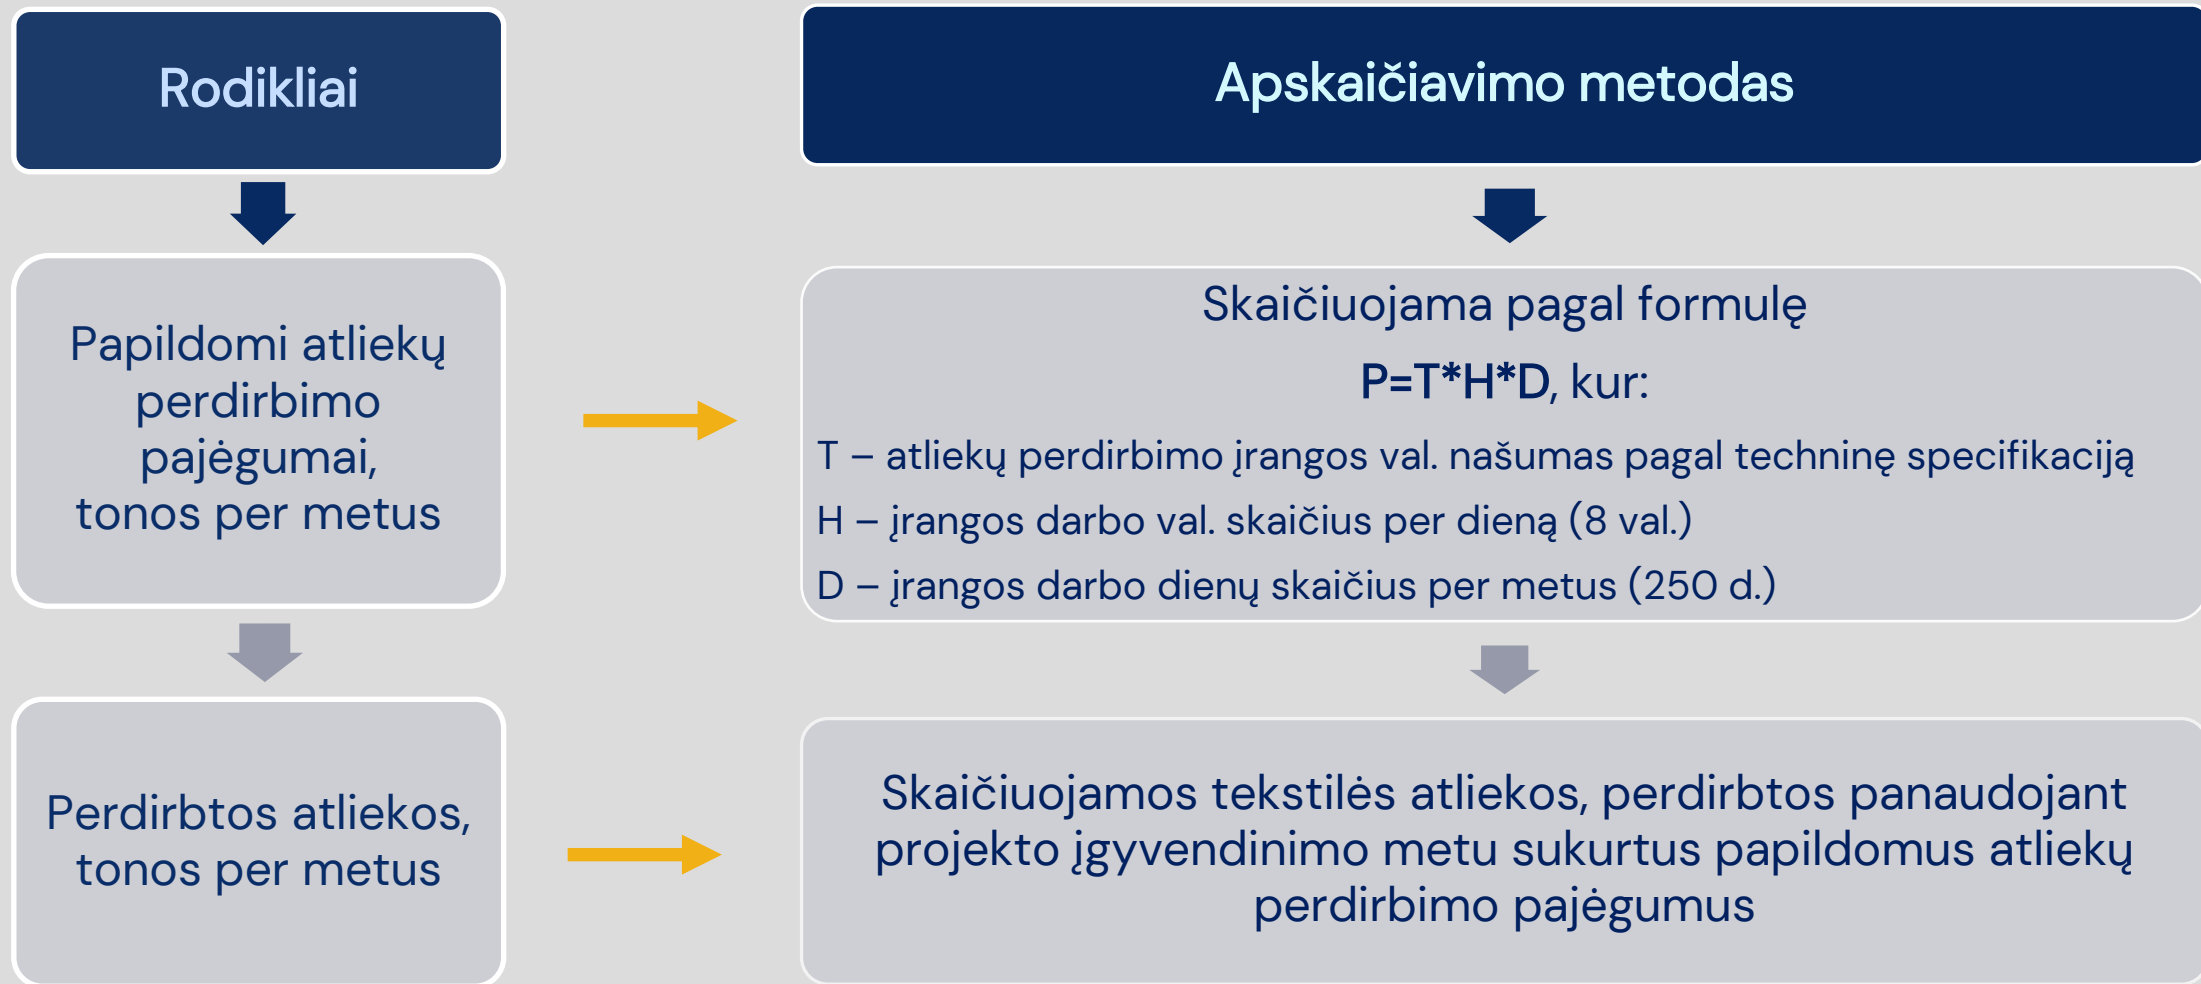 Rodikliai
Apskaičiavimo metodas
Papildomi atliekų
perdirbimo
pajėgumai,
tonos per metus
Skaičiuojama pagal formulę
P=T*H*D, kur:
T – atliekų perdirbimo įrangos val. našumas pagal techninę specifikaciją
H – įrangos darbo val. skaičius per dieną (8 val.)
D – įrangos darbo dienų skaičius per metus (250 d.)
Perdirbtos atliekos,
tonos per metus
Skaičiuojamos tekstilės atliekos, perdirbtos panaudojant
projekto įgyvendinimo metu sukurtus papildomus atliekų
perdirbimo pajėgumus